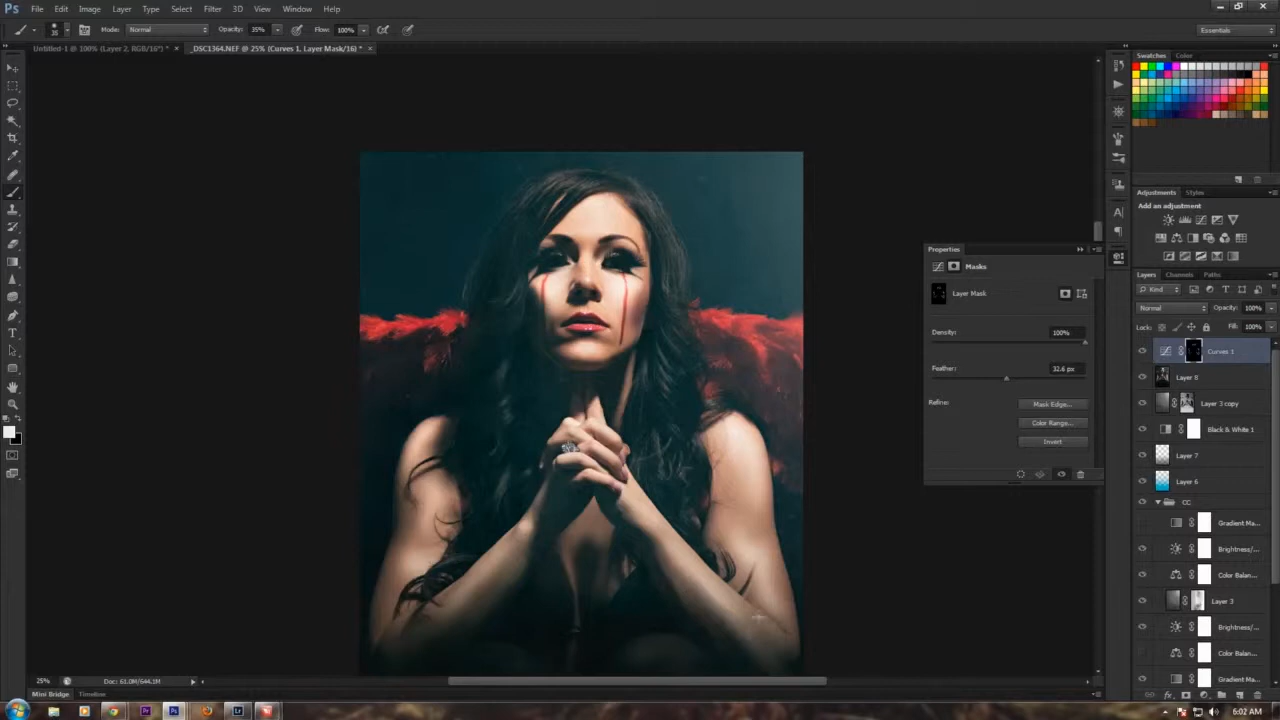 Ps File Edit Image Layer Type Select Filter 3D View Window Help
Mode: Normal Opacity: 35% Flow: 100% Essentials
35
Untitled-1 @ 100% (Layer 2, RGB/16*) * × _DSC1364.NEF @ 25% (Curves 1, Layer Mask/16) * ×
Swatches Color
Adjustments Styles
Add an adjustment
Properties
Masks
Layer Mask
Density: 100%
Feather: 32.6 px
Refine: Mask Edge...
Color Range...
Invert
Layers Channels Paths
Kind
Normal Opacity: 100%
Lock: Fill: 100%
Curves 1
Layer 8
Layer 3 copy
Black & White 1
Layer 7
Layer 6
CC
Gradient Ma...
Brightness/...
Color Balan...
Layer 3
Brightness/...
Color Balan...
Gradient Ma...
25% Doc: 61.0M/644.1M
Mini Bridge Timeline
6:02 AM